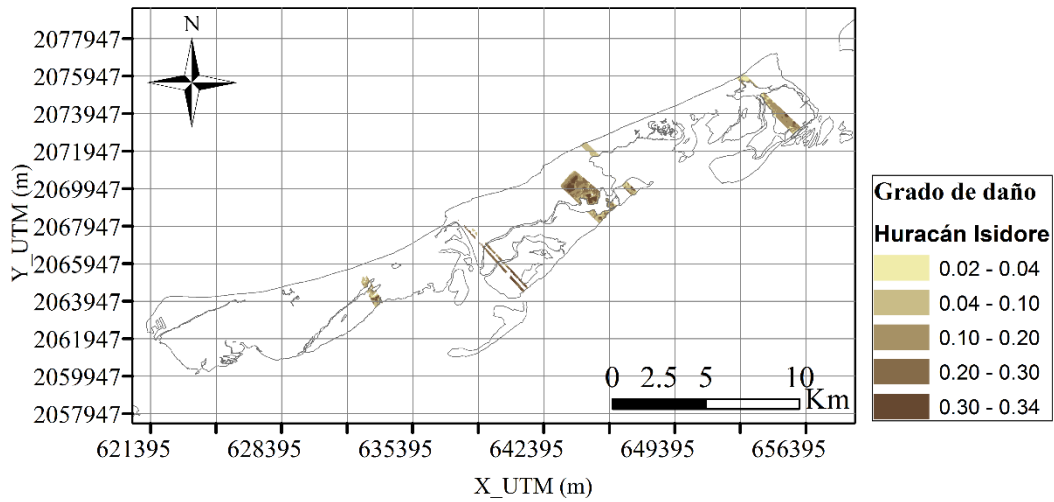 N
2077947
2075947
2073947
2071947
2069947
2067947
2065947
2063947
2061947
2059947
2057947
Y_UTM (m)
0 2.5 5 10
Km
621395 628395 635395 642395 649395 656395
X_UTM (m)
Grado de daño
Huracán Isidore
0.02 - 0.04
0.04 - 0.10
0.10 - 0.20
0.20 - 0.30
0.30 - 0.34